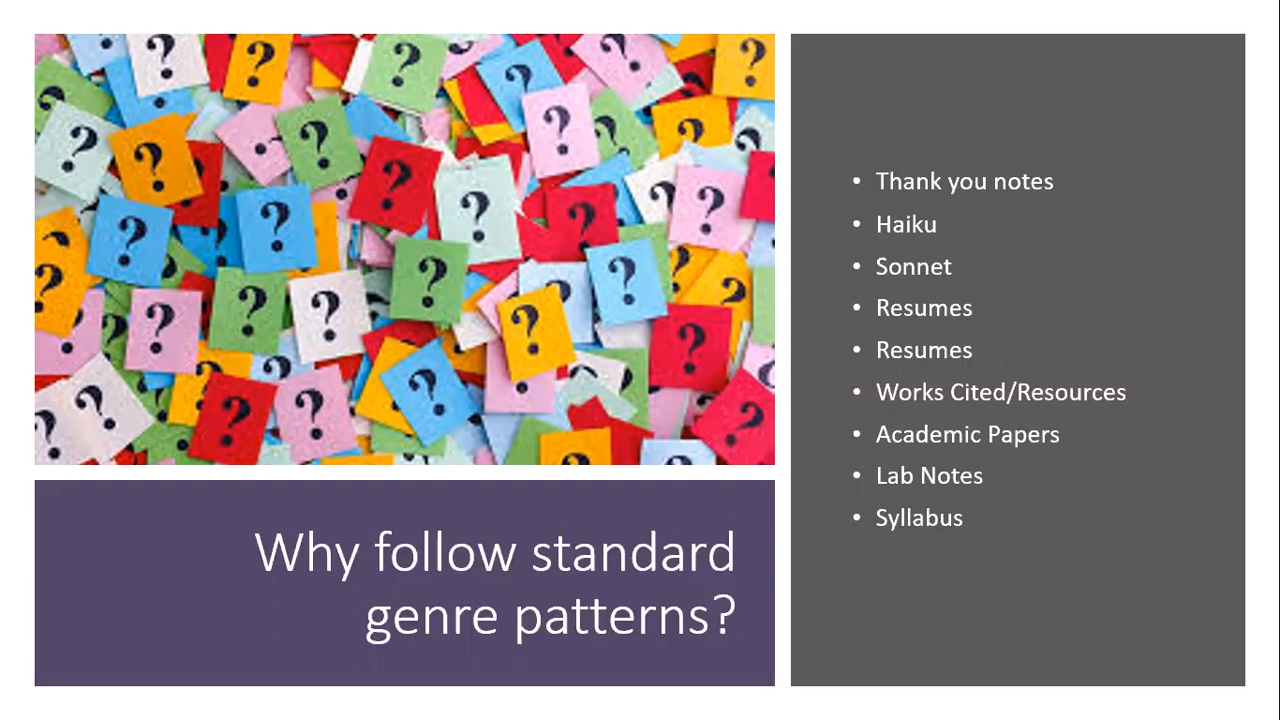 Why follow standard
genre patterns?
• Thank you notes
• Haiku
• Sonnet
• Resumes
• Resumes
• Works Cited/Resources
• Academic Papers
• Lab Notes
• Syllabus